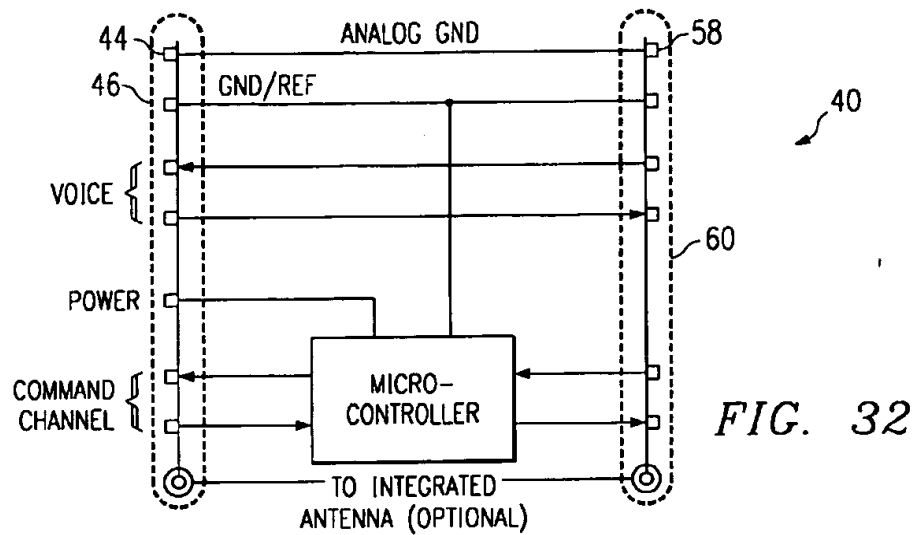 44
ANALOG GND
58
46
GND/REF
40
VOICE
60
POWER
COMMAND
CHANNEL
MICRO-
CONTROLLER
FIG. 32
TO INTEGRATED
ANTENNA (OPTIONAL)